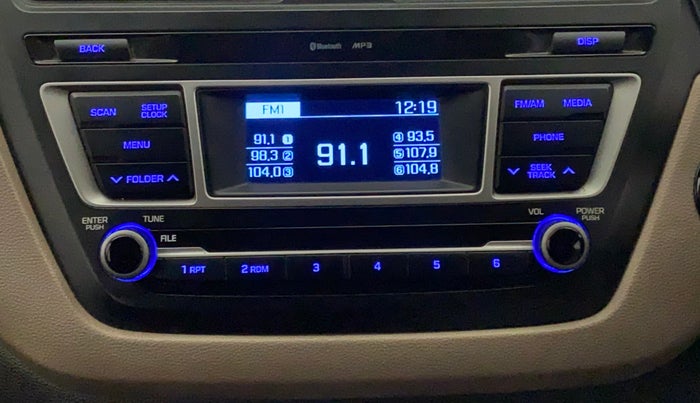 BACK
Bluetooth MP3
DISP
SCAN
SETUP
CLOCK
MENU
FOLDER
FM1
12:19
91.1 1
98.3 2
104.0 3
91.1
4 93.5
5 107.9
6 104.8
FM/AM
MEDIA
PHONE
SEEK
TRACK
ENTER
PUSH
TUNE
FILE
VOL
POWER
PUSH
1 RPT
2 RDM
3
4
5
6